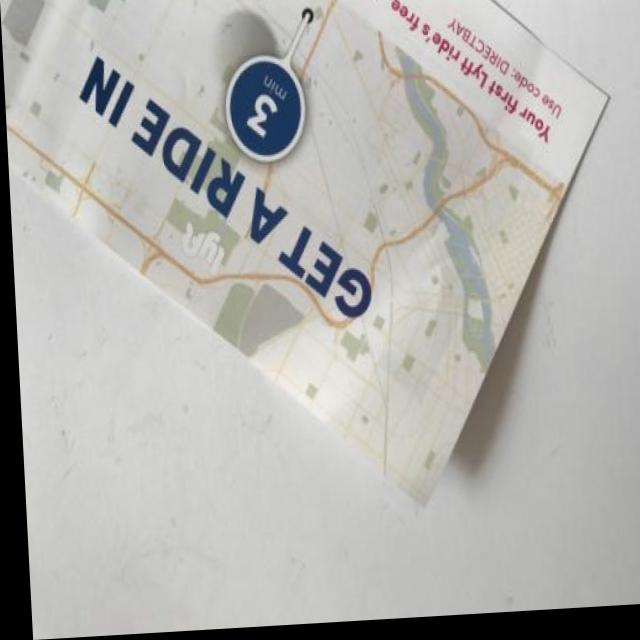 lyft
GET A RIDE IN
3
min
Your first Lyft ride's free
Use code: DIRECTBAY